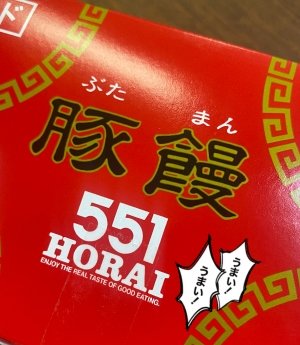 ド
ぶた まん
豚饅
551
HORAI
ENJOY THE REAL TASTE OF GOOD EATING.
うまい!
うまい!